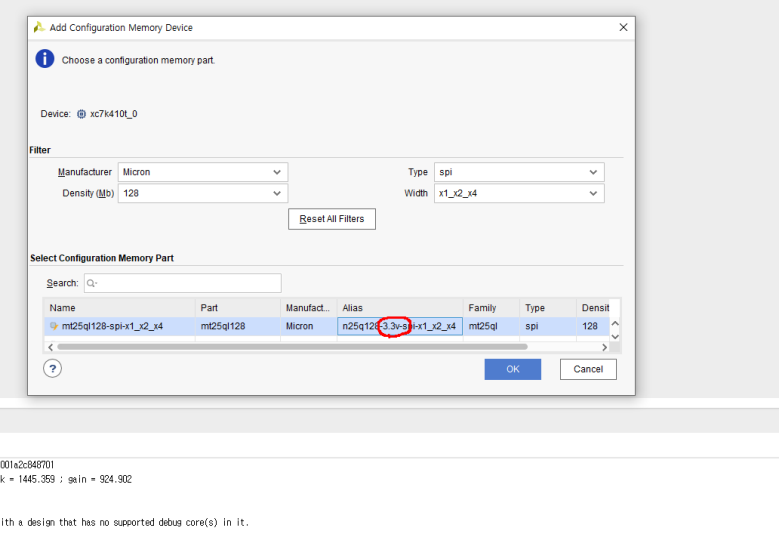 Add Configuration Memory Device
Choose a configuration memory part.
Device: xc7k410t_0
Filter
Manufacturer Micron Type spi
Density (Mb) 128 Width x1_x2_x4
Reset All Filters
Select Configuration Memory Part
Search: Q-
Name Part Manufact... Alias Family Type Densit
mt25ql128-spi-x1_x2_x4 mt25ql128 Micron n25q128-3.3v-spi-x1_x2_x4 mt25ql spi 128
? OK Cancel
001a2c848701
k = 1445.359 ; gain = 924.902
ith a design that has no supported debug core(s) in it.